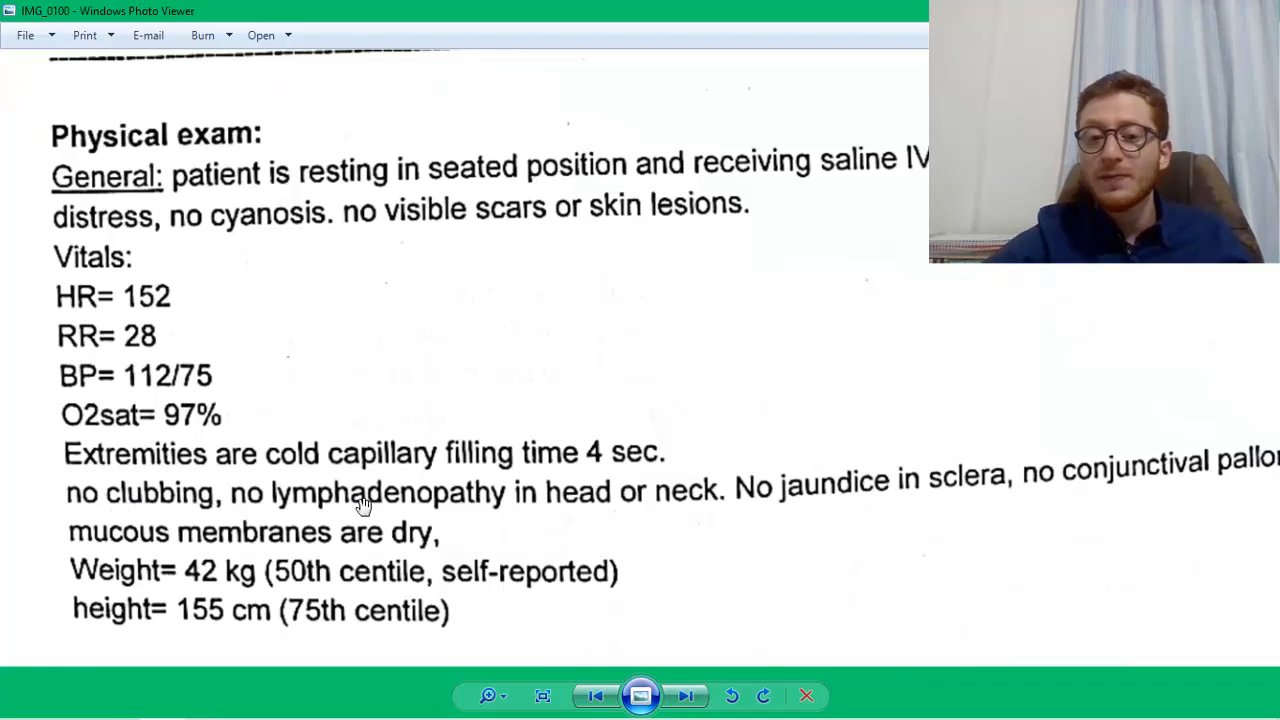 IMG_0100 - Windows Photo Viewer
File Print E-mail Burn Open
Physical exam:
General: patient is resting in seated position and receiving saline IV
distress, no cyanosis. no visible scars or skin lesions.
Vitals:
HR= 152
RR= 28
BP= 112/75
O2sat= 97%
Extremities are cold capillary filling time 4 sec.
no clubbing, no lymphadenopathy in head or neck. No jaundice in sclera, no conjunctival pallor
mucous membranes are dry,
Weight= 42 kg (50th centile, self-reported)
height= 155 cm (75th centile)